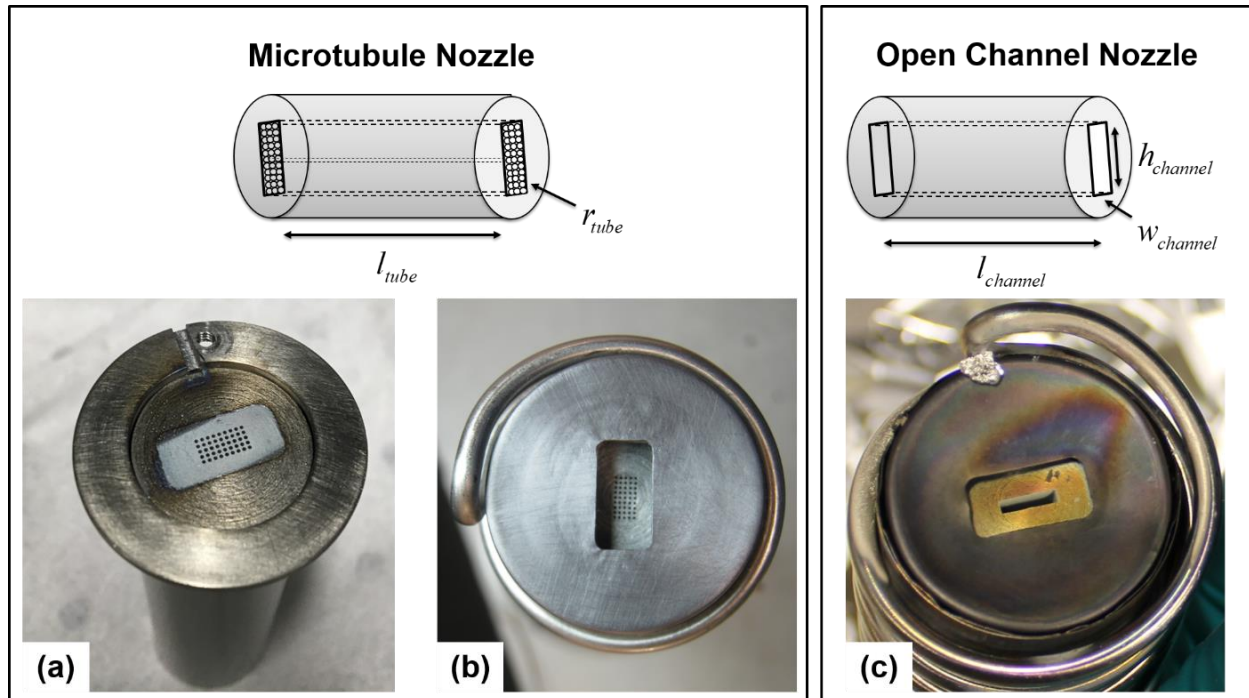 Microtubule Nozzle
r_tube
l_tube
(a)
(b)
Open Channel Nozzle
h_channel
w_channel
l_channel
(c)